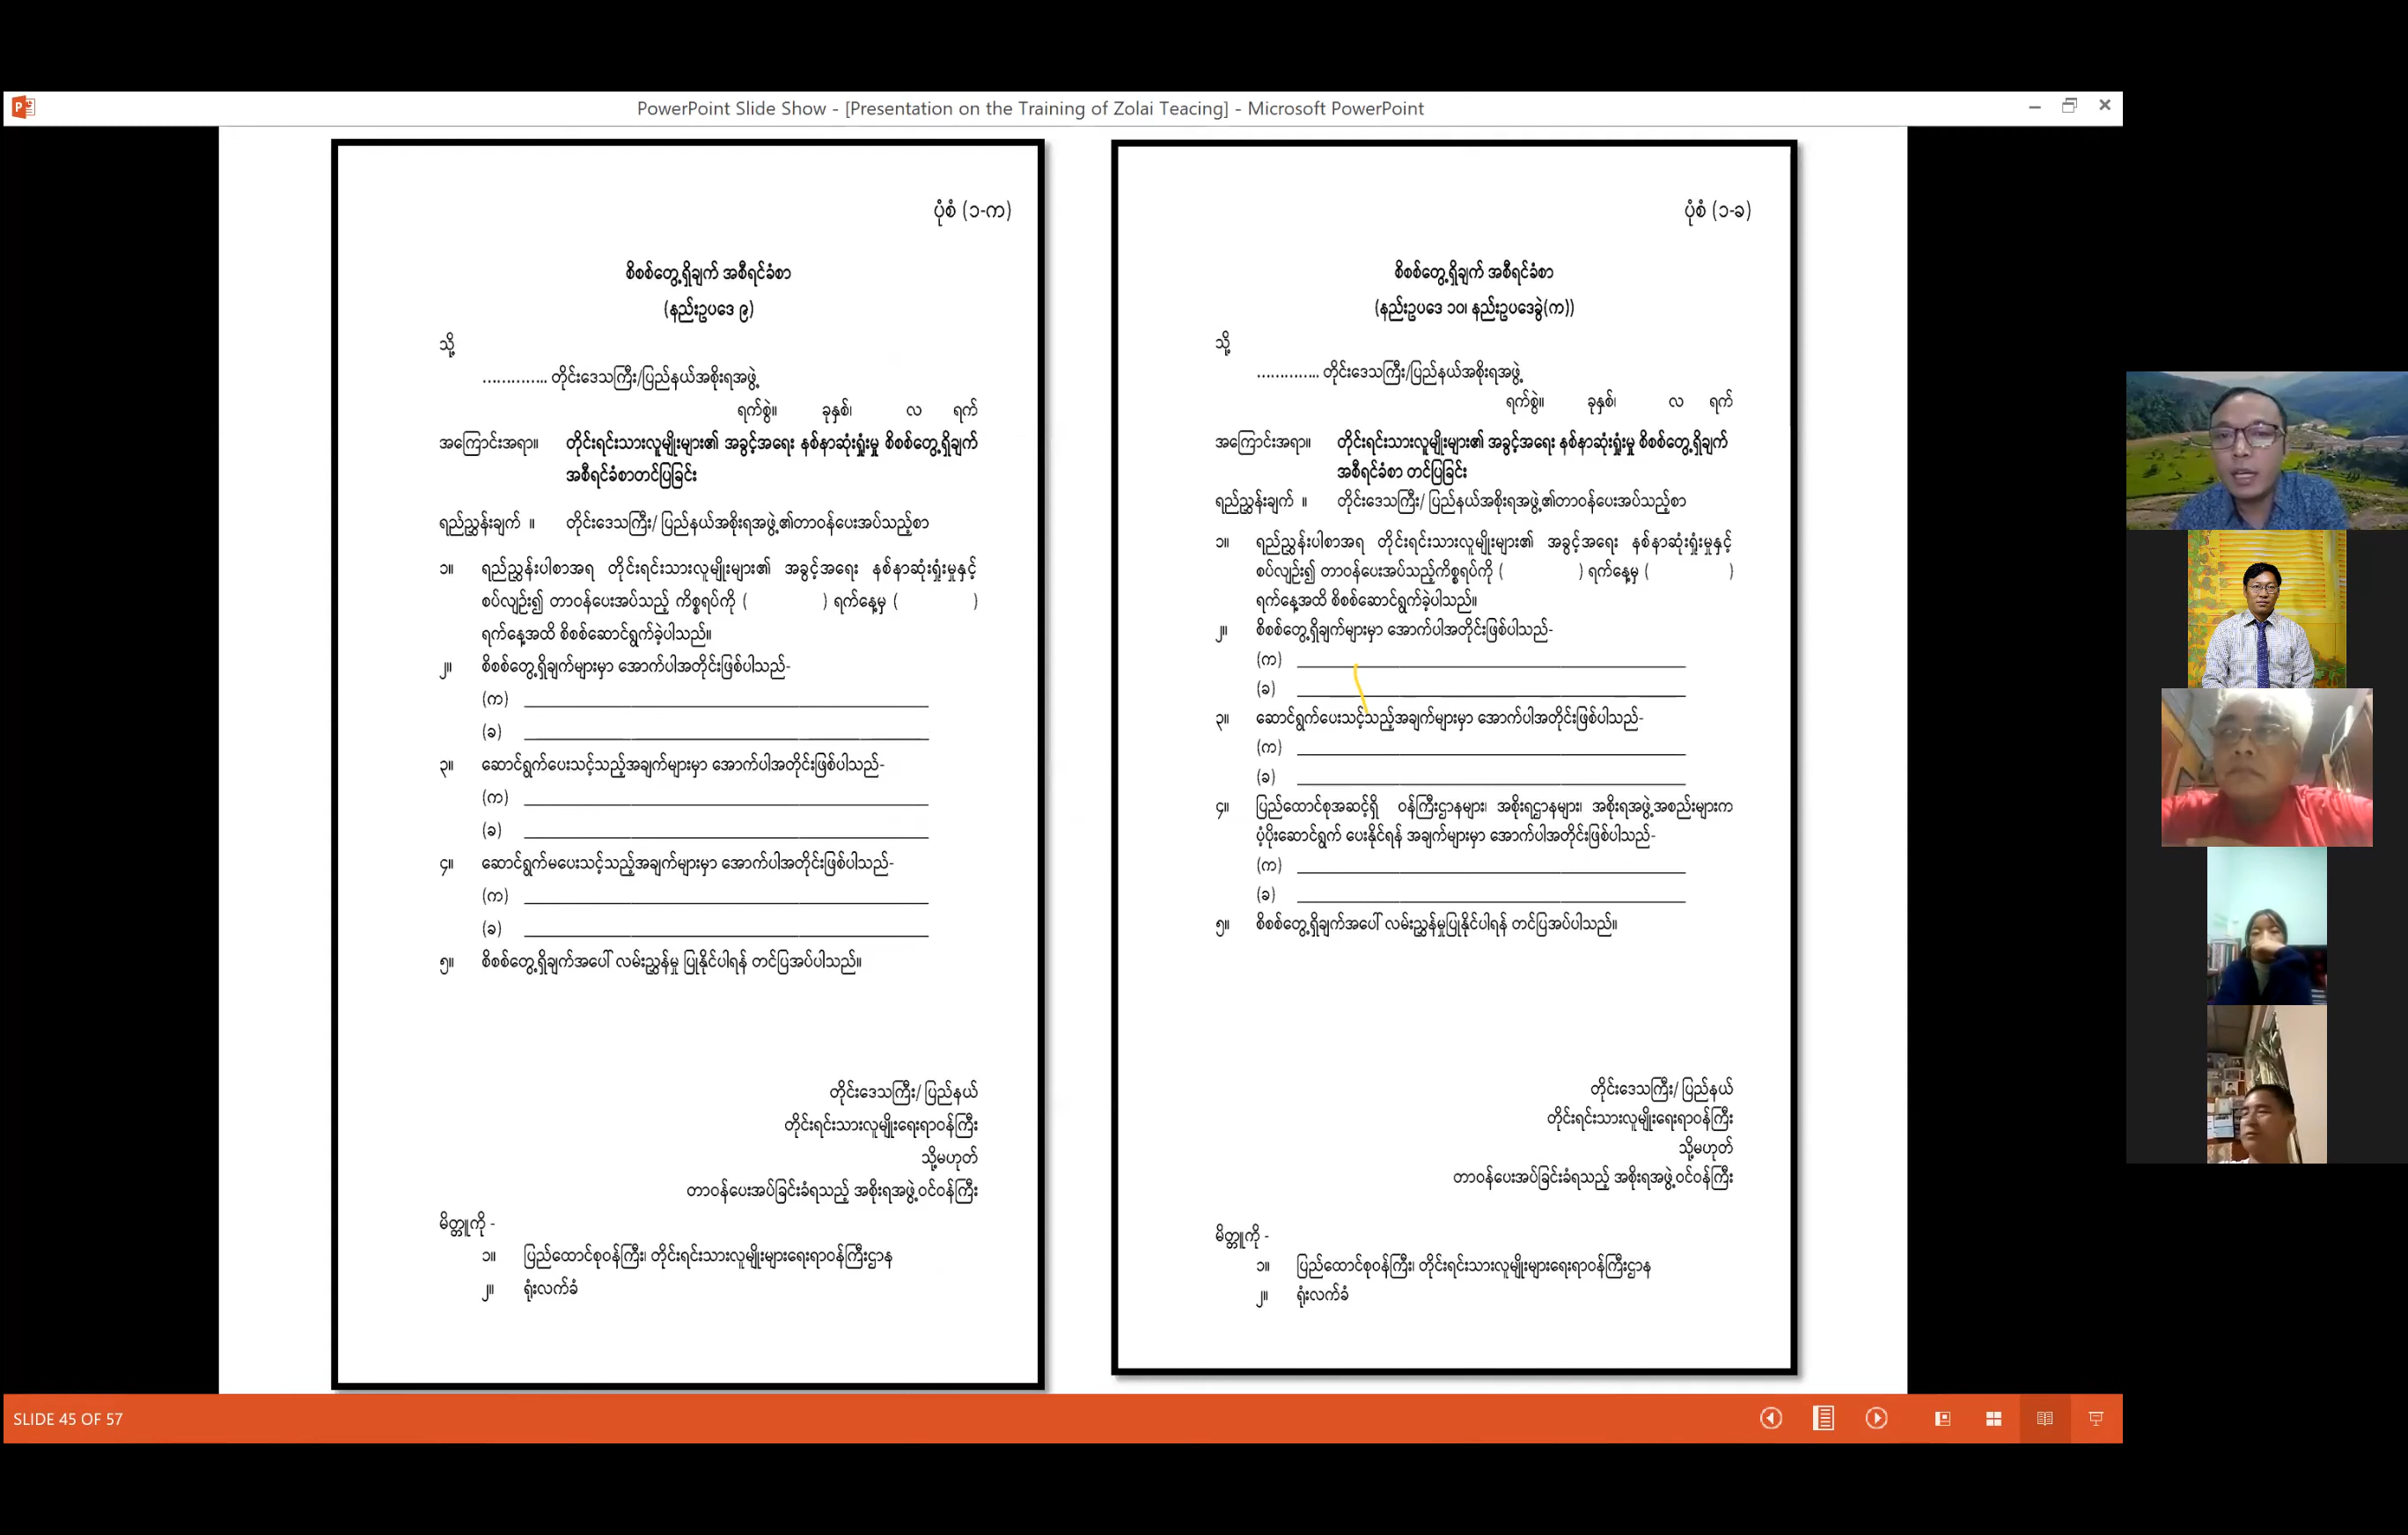 PowerPoint Slide Show - [Presentation on the Training of Zolai Teacing] - Microsoft PowerPoint
ပုံစံ (၁-က)
စိစစ်တွေ့ရှိချက် အစီရင်ခံစာ
(နည်းဥပဒေ ၉)
သို့
………….. တိုင်းဒေသကြီး/ပြည်နယ်အစိုးရအဖွဲ့
ရက်စွဲ။ ခုနှစ်၊ လ ရက်
အကြောင်းအရာ။ တိုင်းရင်းသားလူမျိုးများ၏ အခွင့်အရေး နစ်နာဆုံးရှုံးမှု စိစစ်တွေ့ရှိချက်
အစီရင်ခံစာတင်ပြခြင်း
ရည်ညွှန်းချက် ။ တိုင်းဒေသကြီး/ ပြည်နယ်အစိုးရအဖွဲ့၏တာဝန်ပေးအပ်သည့်စာ
၁။ ရည်ညွှန်းပါစာအရ တိုင်းရင်းသားလူမျိုးများ၏ အခွင့်အရေး နစ်နာဆုံးရှုံးမှုနှင့်
စပ်လျဉ်း၍ တာဝန်ပေးအပ်သည့် ကိစ္စရပ်ကို ( ) ရက်နေ့မှ ( )
ရက်နေ့အထိ စိစစ်ဆောင်ရွက်ခဲ့ပါသည်။
၂။ စိစစ်တွေ့ရှိချက်များမှာ အောက်ပါအတိုင်းဖြစ်ပါသည်-
(က)
(ခ)
၃။ ဆောင်ရွက်ပေးသင့်သည့်အချက်များမှာ အောက်ပါအတိုင်းဖြစ်ပါသည်-
(က)
(ခ)
၄။ ဆောင်ရွက်မပေးသင့်သည့်အချက်များမှာ အောက်ပါအတိုင်းဖြစ်ပါသည်-
(က)
(ခ)
၅။ စိစစ်တွေ့ရှိချက်အပေါ် လမ်းညွှန်မှု ပြုနိုင်ပါရန် တင်ပြအပ်ပါသည်။
တိုင်းဒေသကြီး/ ပြည်နယ်
တိုင်းရင်းသားလူမျိုးရေးရာဝန်ကြီး
သို့မဟုတ်
တာဝန်ပေးအပ်ခြင်းခံရသည့် အစိုးရအဖွဲ့ဝင်ဝန်ကြီး
မိတ္တူကို -
၁။ ပြည်ထောင်စုဝန်ကြီး၊ တိုင်းရင်းသားလူမျိုးများရေးရာဝန်ကြီးဌာန
၂။ ရုံးလက်ခံ
ပုံစံ (၁-ခ)
စိစစ်တွေ့ရှိချက် အစီရင်ခံစာ
(နည်းဥပဒေ ၁၀၊ နည်းဥပဒေခွဲ(က))
သို့
………….. တိုင်းဒေသကြီး/ပြည်နယ်အစိုးရအဖွဲ့
ရက်စွဲ။ ခုနှစ်၊ လ ရက်
အကြောင်းအရာ။ တိုင်းရင်းသားလူမျိုးများ၏ အခွင့်အရေး နစ်နာဆုံးရှုံးမှု စိစစ်တွေ့ရှိချက်
အစီရင်ခံစာ တင်ပြခြင်း
ရည်ညွှန်းချက် ။ တိုင်းဒေသကြီး/ ပြည်နယ်အစိုးရအဖွဲ့၏တာဝန်ပေးအပ်သည့်စာ
၁။ ရည်ညွှန်းပါစာအရ တိုင်းရင်းသားလူမျိုးများ၏ အခွင့်အရေး နစ်နာဆုံးရှုံးမှုနှင့်
စပ်လျဉ်း၍ တာဝန်ပေးအပ်သည့်ကိစ္စရပ်ကို ( ) ရက်နေ့မှ ( )
ရက်နေ့အထိ စိစစ်ဆောင်ရွက်ခဲ့ပါသည်။
၂။ စိစစ်တွေ့ရှိချက်များမှာ အောက်ပါအတိုင်းဖြစ်ပါသည်-
(က)
(ခ)
၃။ ဆောင်ရွက်ပေးသင့်သည့်အချက်များမှာ အောက်ပါအတိုင်းဖြစ်ပါသည်-
(က)
(ခ)
၄။ ပြည်ထောင်စုအဆင့်ရှိ ဝန်ကြီးဌာနများ၊ အစိုးရဌာနများ၊ အစိုးရအဖွဲ့အစည်းများက
ပံ့ပိုးဆောင်ရွက် ပေးနိုင်ရန် အချက်များမှာ အောက်ပါအတိုင်းဖြစ်ပါသည်-
(က)
(ခ)
၅။ စိစစ်တွေ့ရှိချက်အပေါ် လမ်းညွှန်မှုပြုနိုင်ပါရန် တင်ပြအပ်ပါသည်။
တိုင်းဒေသကြီး/ ပြည်နယ်
တိုင်းရင်းသားလူမျိုးရေးရာဝန်ကြီး
သို့မဟုတ်
တာဝန်ပေးအပ်ခြင်းခံရသည့် အစိုးရအဖွဲ့ဝင်ဝန်ကြီး
မိတ္တူကို -
၁။ ပြည်ထောင်စုဝန်ကြီး၊ တိုင်းရင်းသားလူမျိုးများရေးရာဝန်ကြီးဌာန
၂။ ရုံးလက်ခံ
SLIDE 45 OF 57